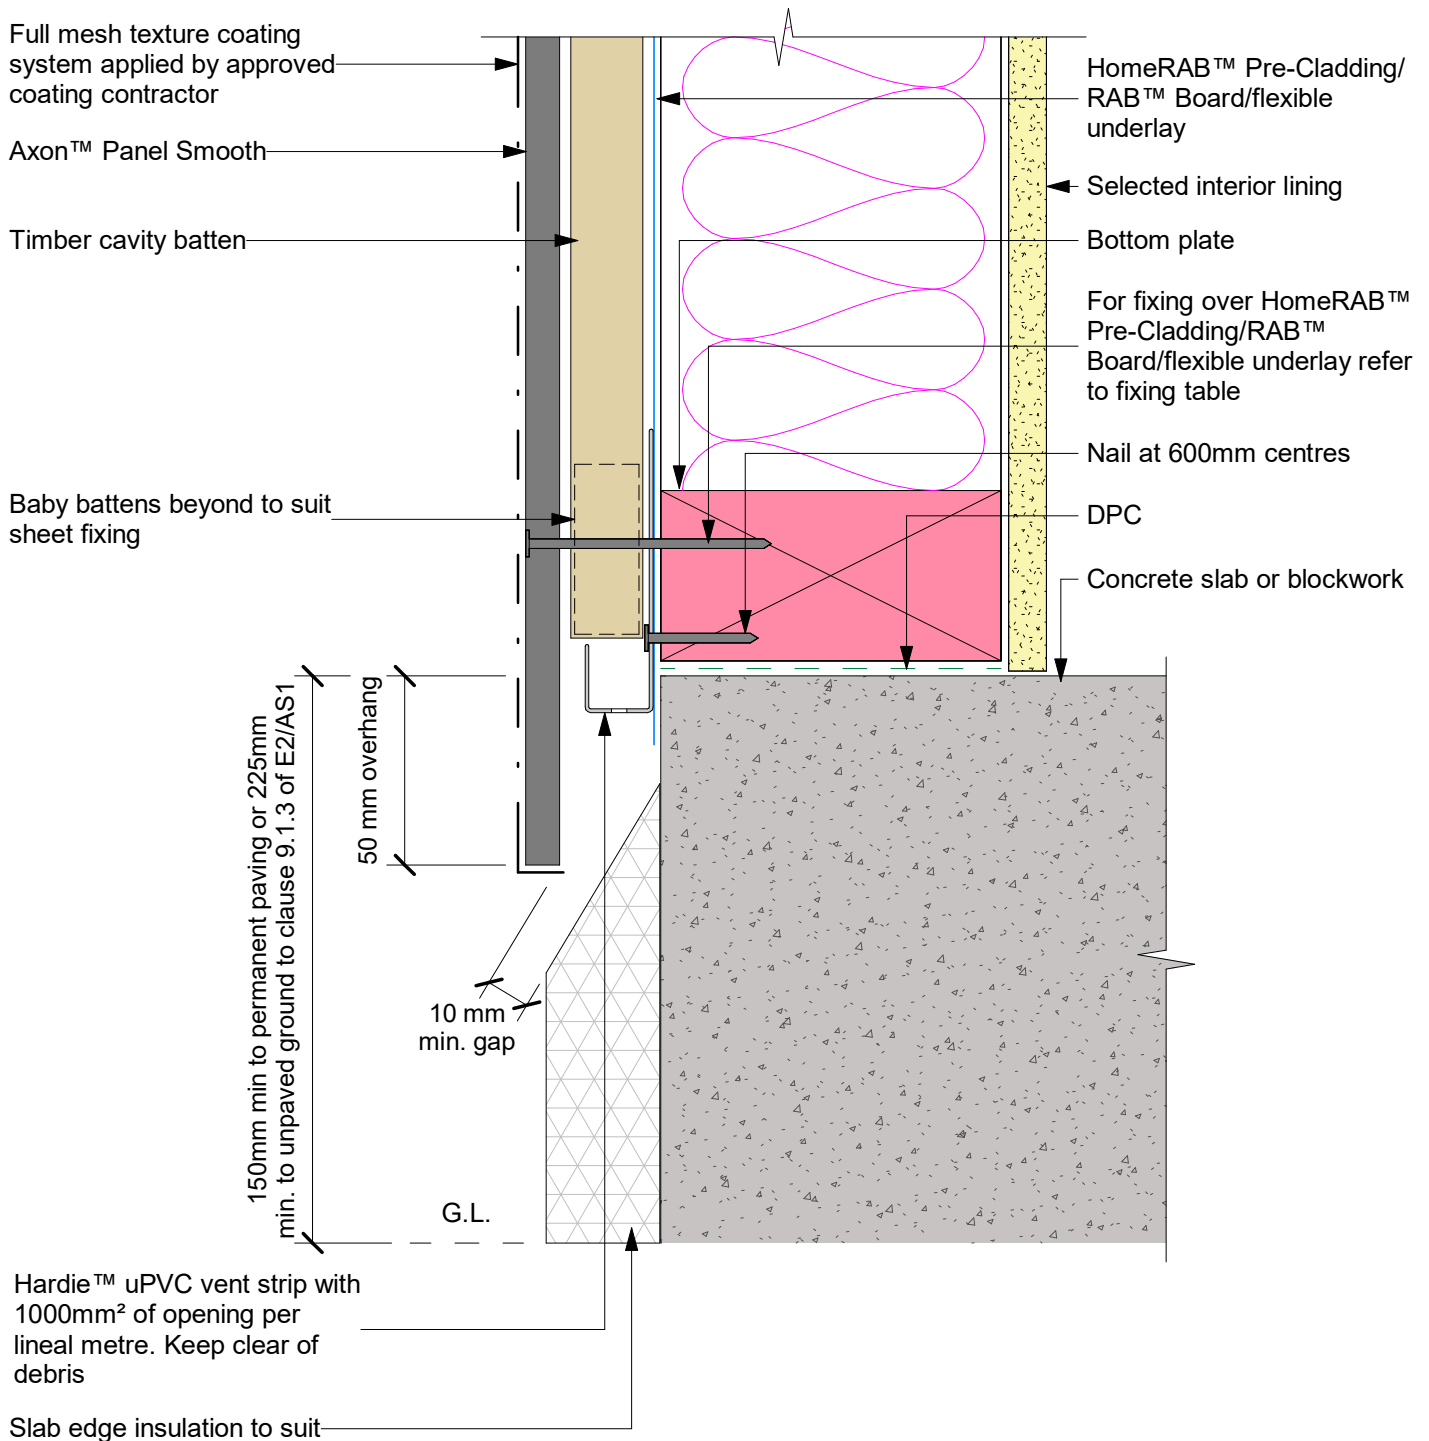 Full mesh texture coating
system applied by approved
coating contractor
Axon™ Panel Smooth
Timber cavity batten
Baby battens beyond to suit
sheet fixing
HomeRAB™ Pre-Cladding/
RAB™ Board/flexible
underlay
Selected interior lining
Bottom plate
For fixing over HomeRAB™
Pre-Cladding/RAB™
Board/flexible underlay refer
to fixing table
Nail at 600mm centres
DPC
Concrete slab or blockwork
150mm min to permanent paving or 225mm
min. to unpaved ground to clause 9.1.3 of E2/AS1
50 mm overhang
10 mm
min. gap
G.L.
Hardie™ uPVC vent strip with
1000mm² of opening per
lineal metre. Keep clear of
debris
Slab edge insulation to suit